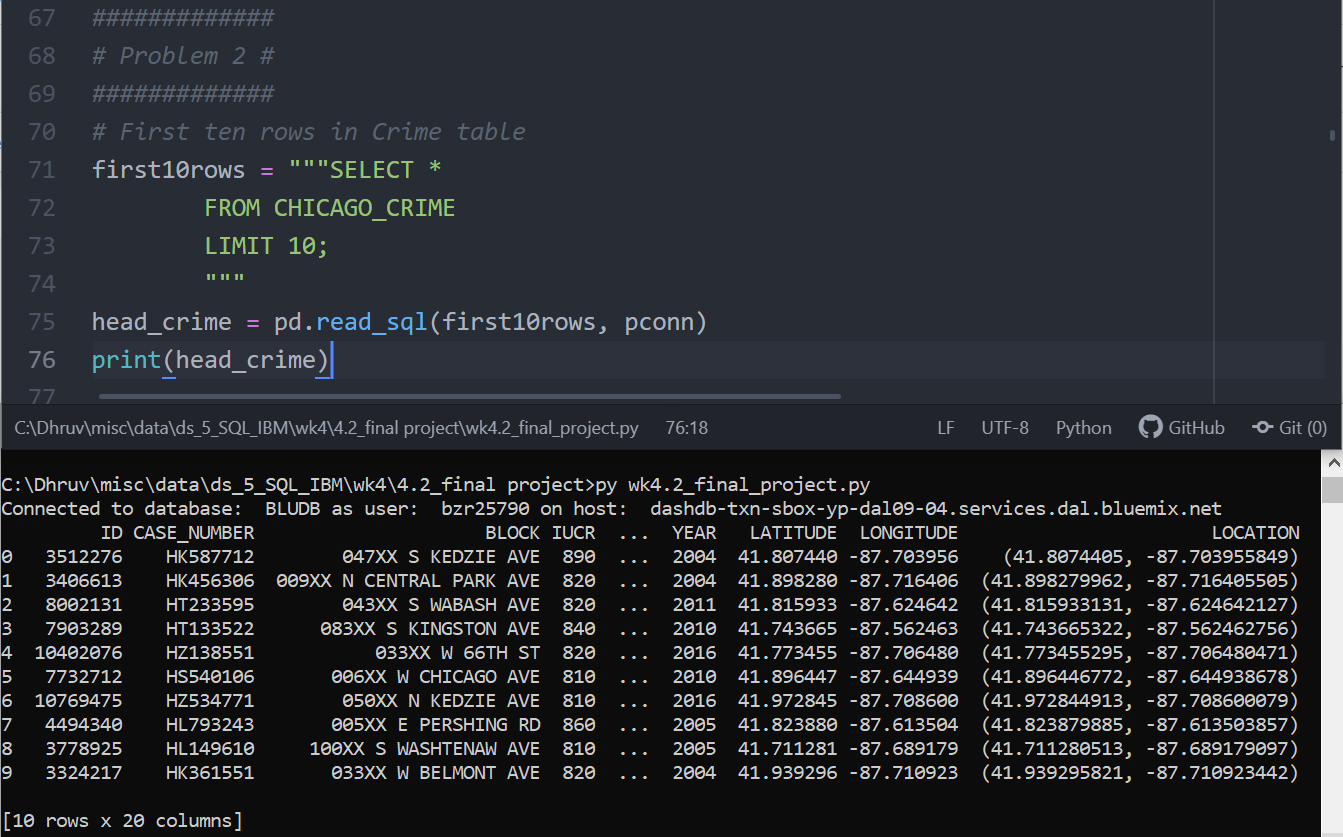 67 #############
68 # Problem 2 #
69 #############
70 # First ten rows in Crime table
71 first10rows = """SELECT *
72         FROM CHICAGO_CRIME
73         LIMIT 10;
74         """
75 head_crime = pd.read_sql(first10rows, pconn)
76 print(head_crime)
77
C:\Dhruv\misc\data\ds_5_SQL_IBM\wk4\4.2_final project\wk4.2_final_project.py 76:18 LF UTF-8 Python GitHub Git (0)
C:\Dhruv\misc\data\ds_5_SQL_IBM\wk4\4.2_final project>py wk4.2_final_project.py
Connected to database:  BLUDB as user:  bzr25790 on host:  dashdb-txn-sbox-yp-dal09-04.services.dal.bluemix.net
         ID CASE_NUMBER                     BLOCK IUCR  ...  YEAR   LATITUDE  LONGITUDE                       LOCATION
0   3512276    HK587712        047XX S KEDZIE AVE  890  ...  2004  41.807440 -87.703956    (41.8074405, -87.703955849)
1   3406613    HK456306  009XX N CENTRAL PARK AVE  820  ...  2004  41.898280 -87.716406  (41.898279962, -87.716405505)
2   8002131    HT233595        043XX S WABASH AVE  820  ...  2011  41.815933 -87.624642  (41.815933131, -87.624642127)
3   7903289    HT133522      083XX S KINGSTON AVE  840  ...  2010  41.743665 -87.562463  (41.743665322, -87.562462756)
4  10402076    HZ138551           033XX W 66TH ST  820  ...  2016  41.773455 -87.706480  (41.773455295, -87.706480471)
5   7732712    HS540106       006XX W CHICAGO AVE  810  ...  2010  41.896447 -87.644939  (41.896446772, -87.644938678)
6  10769475    HZ534771        050XX N KEDZIE AVE  810  ...  2016  41.972845 -87.708600  (41.972844913, -87.708600079)
7   4494340    HL793243       005XX E PERSHING RD  860  ...  2005  41.823880 -87.613504  (41.823879885, -87.613503857)
8   3778925    HL149610     100XX S WASHTENAW AVE  810  ...  2005  41.711281 -87.689179  (41.711280513, -87.689179097)
9   3324217    HK361551       033XX W BELMONT AVE  820  ...  2004  41.939296 -87.710923  (41.939295821, -87.710923442)
[10 rows x 20 columns]